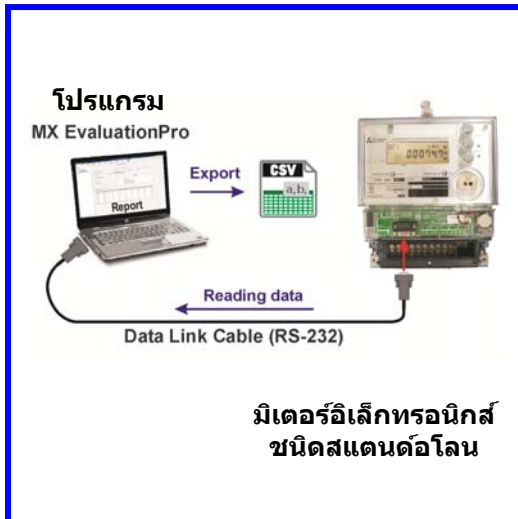 โปรแกรม
MX EvaluationPro
Export
CSV
a,b,
Report
Reading data
Data Link Cable (RS-232)
มิเตอร์อิเล็กทรอนิกส์
ชนิดสแตนด์อโลน